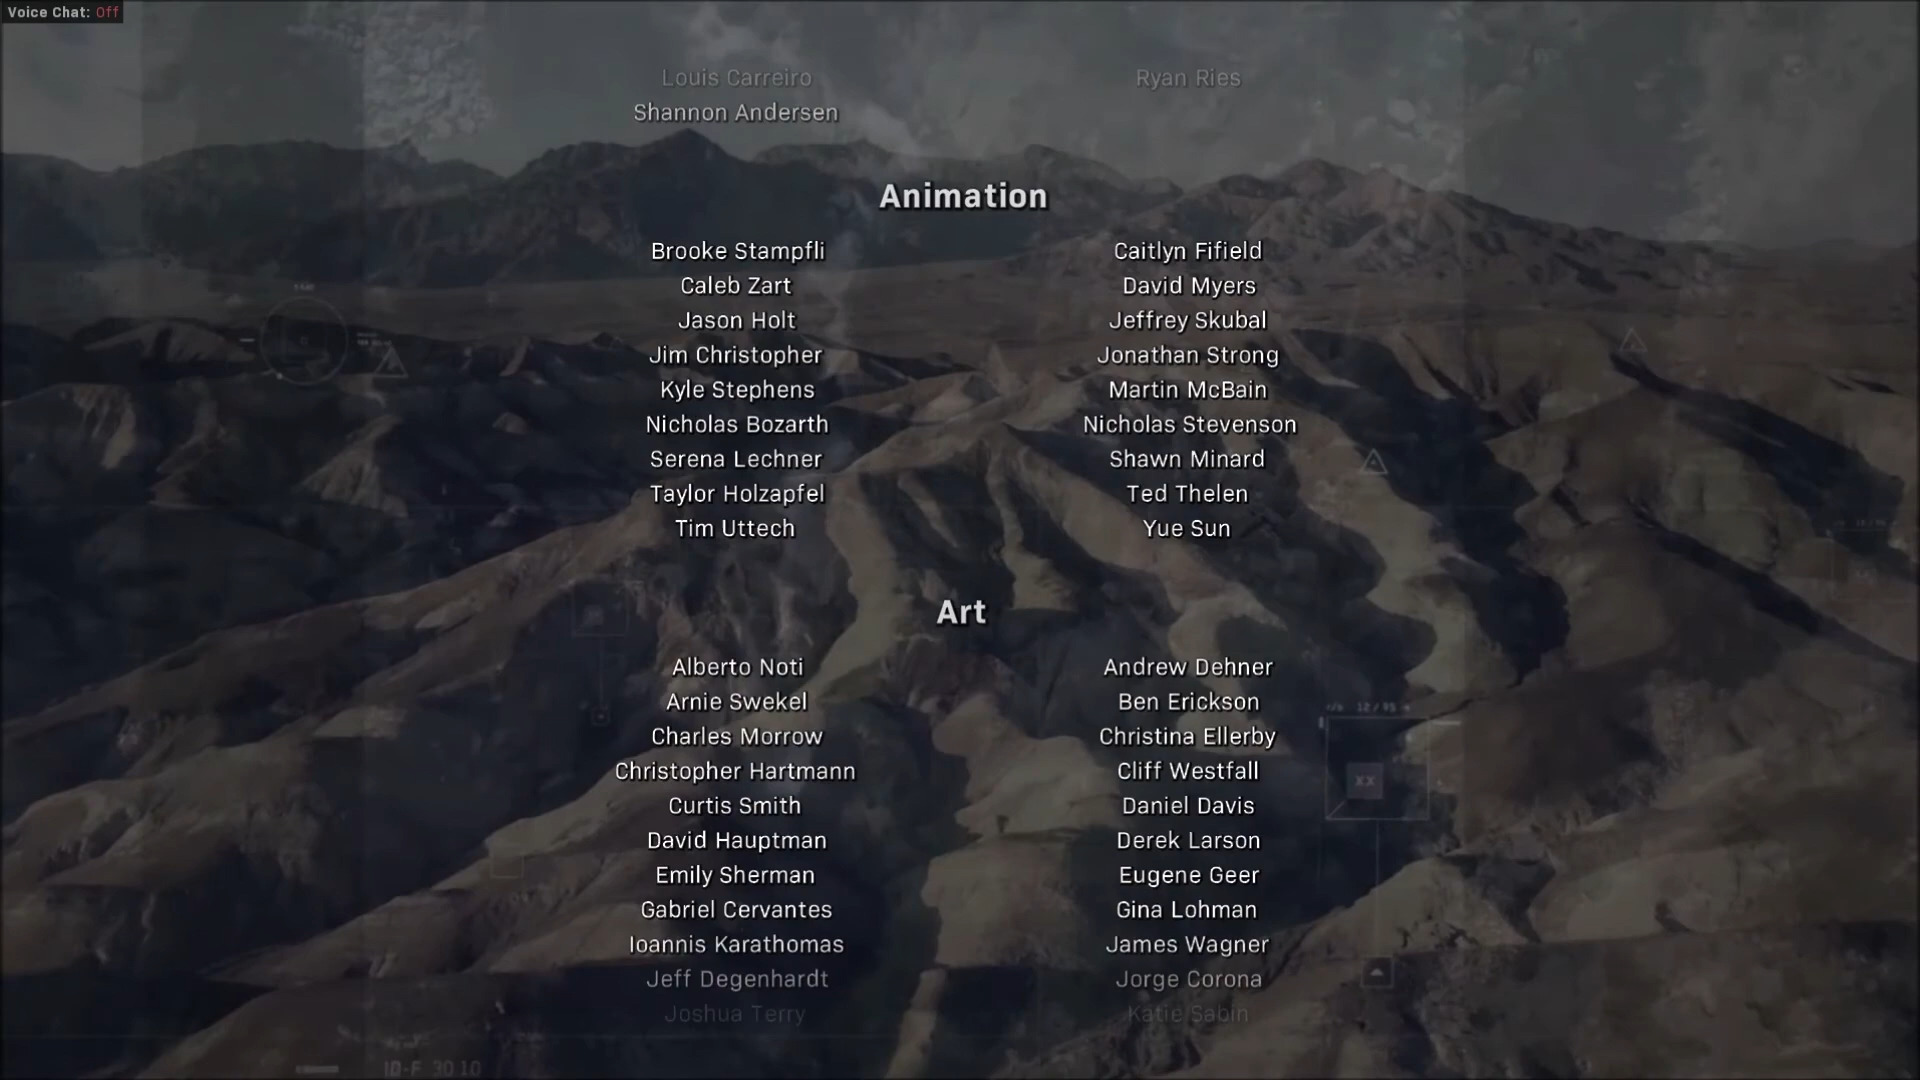 Voice Chat: Off
Louis Carreiro Ryan Ries
Shannon Andersen
Animation
Brooke Stampfli Caitlyn Fifield
Caleb Zart David Myers
Jason Holt Jeffrey Skubal
Jim Christopher Jonathan Strong
Kyle Stephens Martin McBain
Nicholas Bozarth Nicholas Stevenson
Serena Lechner Shawn Minard
Taylor Holzapfel Ted Thelen
Tim Uttech Yue Sun
Art
Alberto Noti Andrew Dehner
Arnie Swekel Ben Erickson
Charles Morrow Christina Ellerby
Christopher Hartmann Cliff Westfall
Curtis Smith Daniel Davis
David Hauptman Derek Larson
Emily Sherman Eugene Geer
Gabriel Cervantes Gina Lohman
Ioannis Karathomas James Wagner
Jeff Degenhardt Jorge Corona
Joshua Terry Katie Sabin
12/95
XX